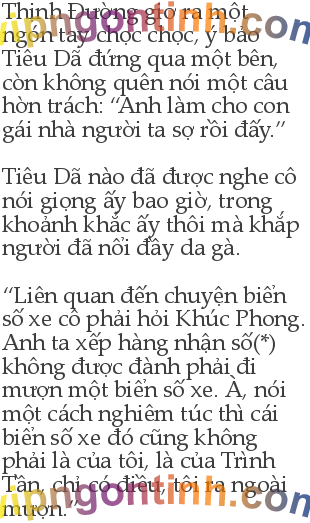 Thịnh Đường giơ ra một
ngón tay chọc chọc, ý bảo
Tiêu Dã đứng qua một bên,
còn không quên nói một câu
hờn trách: “Anh làm cho con
gái nhà người ta sợ rồi đấy.”
Tiêu Dã nào đã được nghe cô
nói giọng ấy bao giờ, trong
khoảnh khắc ấy thôi mà khắp
người đã nổi đầy da gà.
“Liên quan đến chuyện biển
số xe cô phải hỏi Khúc Phong.
Anh ta xếp hàng nhận số(*)
không được đành phải đi
mượn một biển số xe. À, nói
một cách nghiêm túc thì cái
biển số xe đó cũng không
phải là của tôi, là của Trình
Tần, chỉ có điều, tôi ra ngoài
mượn.”